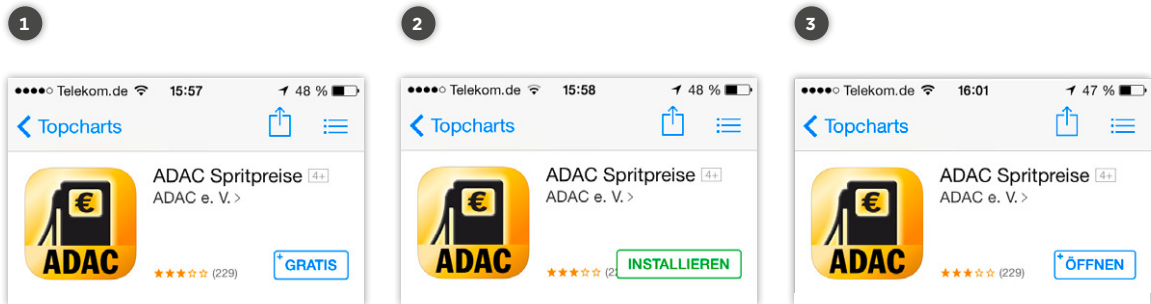 1
Telekom.de 15:57 48 %
Topcharts
ADAC Spritpreise 4+
ADAC e. V. >
€
ADAC
★★★☆☆ (229)
+GRATIS
2
Telekom.de 15:58 48 %
Topcharts
ADAC Spritpreise 4+
ADAC e. V. >
€
ADAC
★★★☆☆ (2
INSTALLIEREN
3
Telekom.de 16:01 47 %
Topcharts
ADAC Spritpreise 4+
ADAC e. V. >
€
ADAC
★★★☆☆ (229)
+ÖFFNEN